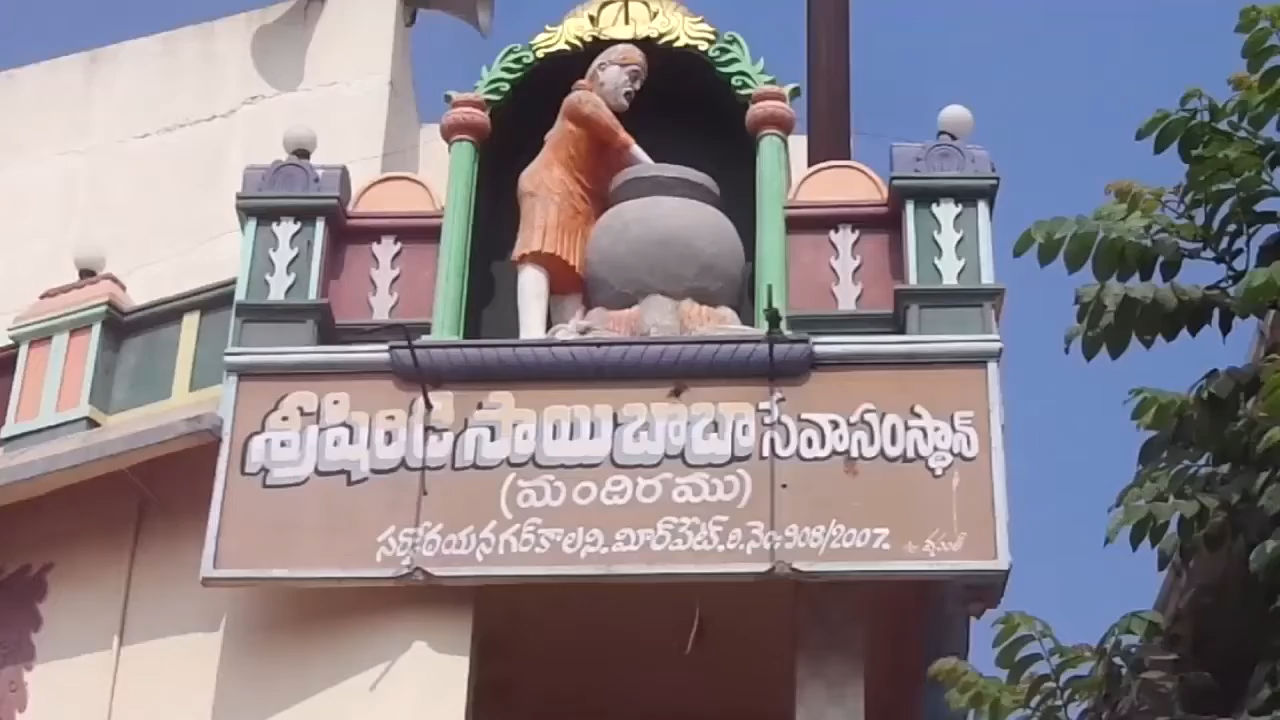 శ్రీ షిరిడి సాయి బాబా సేవా సంస్థాన్
(మందిరము)
సర్వోదయనగర్ కాలని. మీర్ పేట్. రి.నెం. 908/2007.